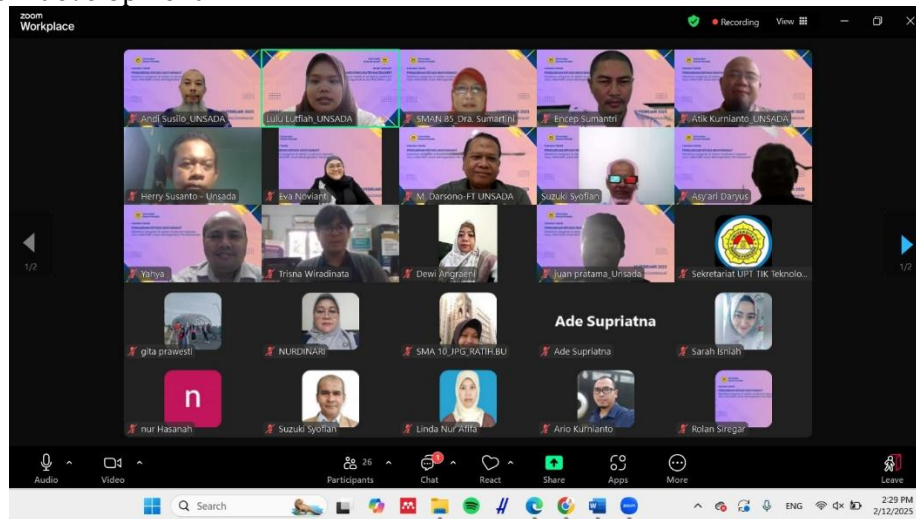 zoom
Workplace
Recording
View
Andi Susilo_UNSADA
Lulu Lutfiah_UNSADA
SMAN 85_Dra. Sumartini
Encep Sumantri
Atik Kurnianto_UNSADA
Herry Susanto - Unsada
Eva Novianti
M. Darsono-FT UNSADA
Suzuki Syofian
Asy'ari Daryus
Yahya
Trisna Wiradinata
Dewi Angraeni
juan pratama_Unsada
Sekretariat UPT TIK Teknolo...
1/2
1/2
gita prawesti
NURDINARI
SMA 10_JPG_RATIH.BU
Ade Supriatna
Ade Supriatna
Sarah Isniah
n
nur Hasanah
Suzuki Syofian
Linda Nur Afifa
Ario Kurnianto
Rolan Siregar
Audio
Video
26
Participants
1
Chat
React
Share
Apps
More
Leave
Search
ENG
2:29 PM
2/12/2025